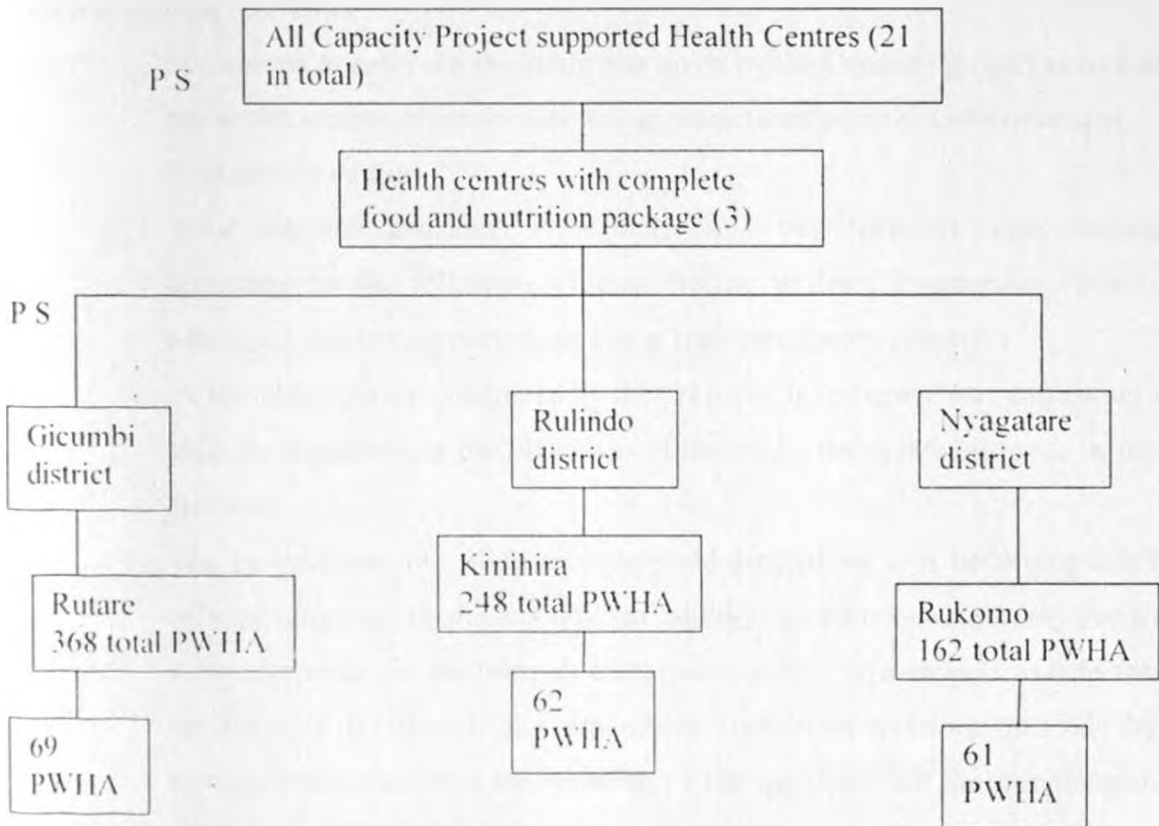 All Capacity Project supported Health Centres (21
in total)
P S
Health centres with complete
food and nutrition package (3)
P S
Gicumbi
district
Rulindo
district
Nyagatare
district
Rutare
368 total PWHA
Kinihira
248 total PWHA
Rukomo
162 total PWHA
69
PWHA
62
PWHA
61
PWHA